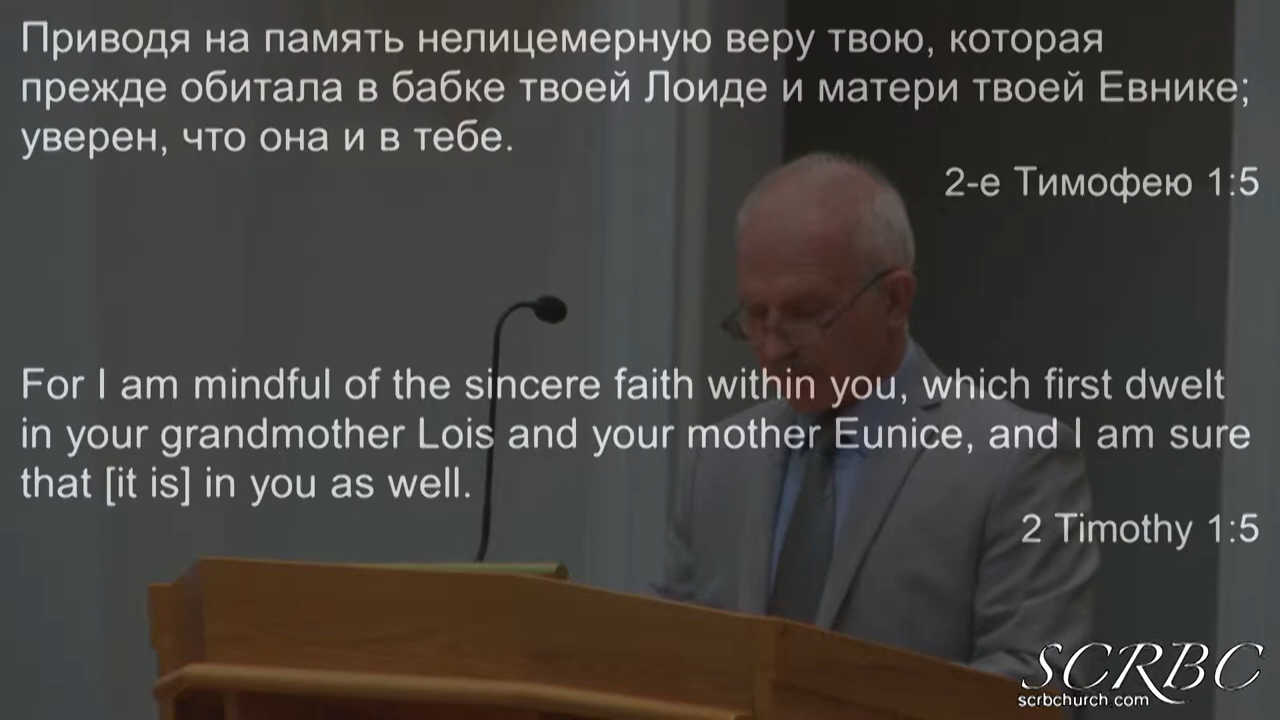 Приводя на память нелицемерную веру твою, которая
прежде обитала в бабке твоей Лоиде и матери твоей Евнике;
уверен, что она и в тебе.
2-е Тимофею 1:5
For I am mindful of the sincere faith within you, which first dwelt
in your grandmother Lois and your mother Eunice, and I am sure
that [it is] in you as well.
2 Timothy 1:5
SCRBC
scrbchurch.com